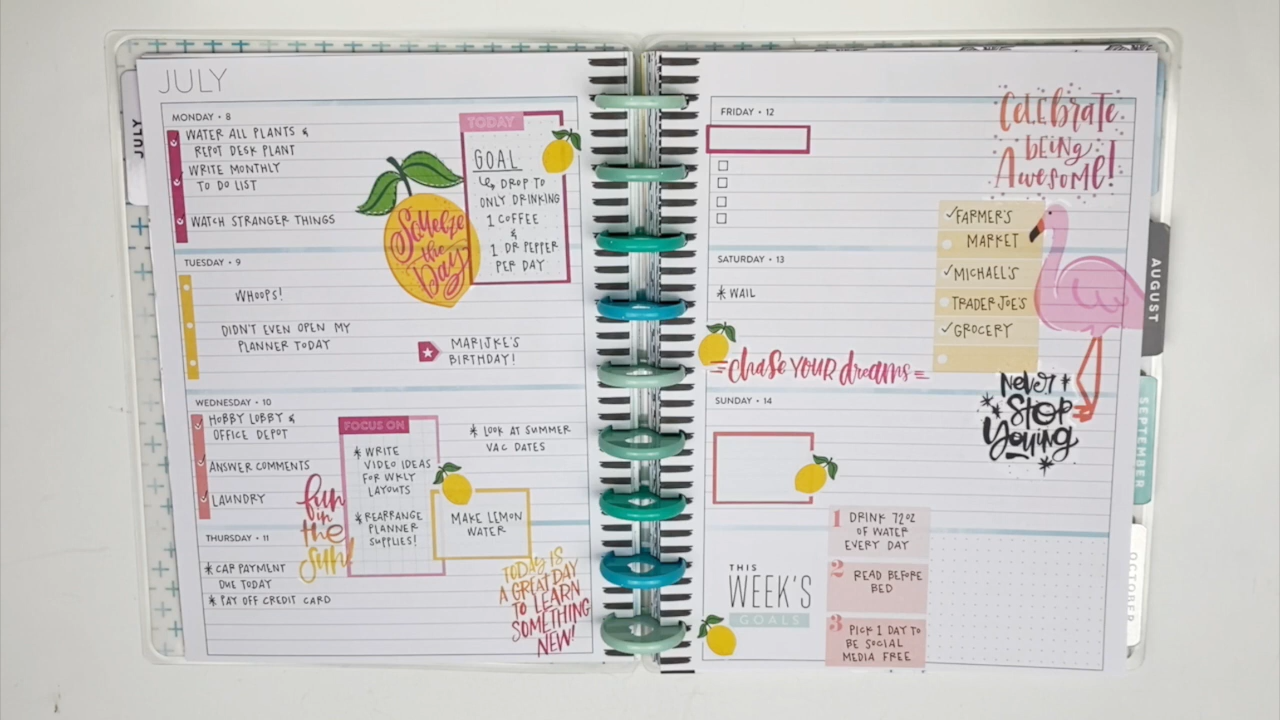 JULY
MONDAY • 8
WATER ALL PLANTS &
REPOT DESK PLANT
WRITE MONTHLY
TO DO LIST
WATCH STRANGER THINGS
SQUEEZE
the
DAY
TODAY
GOAL
↳ DROP TO
ONLY DRINKING
1 COFFEE
&
1 DR PEPPER
PER DAY
TUESDAY • 9
WHOOPS!
DIDN'T EVEN OPEN MY
PLANNER TODAY
MARIJKE'S
BIRTHDAY!
WEDNESDAY • 10
HOBBY LOBBY &
OFFICE DEPOT
ANSWER COMMENTS
LAUNDRY
fun
in
the
sun!
FOCUS ON
* WRITE
VIDEO IDEAS
FOR WKLY
LAYOUTS
* REARRANGE
PLANNER
SUPPLIES!
* LOOK AT SUMMER
VAC DATES
MAKE LEMON
WATER
THURSDAY • 11
* CAR PAYMENT
DUE TODAY
* PAY OFF CREDIT CARD
TODAY IS
A GREAT DAY
TO LEARN
SOMETHING
NEW!
FRIDAY • 12
CELEBRATE
being
Awesome!
✓FARMER'S
MARKET
✓MICHAEL'S
TRADER JOE'S
✓GROCERY
SATURDAY • 13
* WAIL
chase YOUR dreams
Never
Stop
Younng
SUNDAY • 14
THIS
WEEK'S
GOALS
1 DRINK 72OZ
OF WATER
EVERY DAY
2 READ BEFORE
BED
3 PICK 1 DAY TO
BE SOCIAL
MEDIA FREE
JULY
AUGUST
SEPTEMBER
OCTOBER